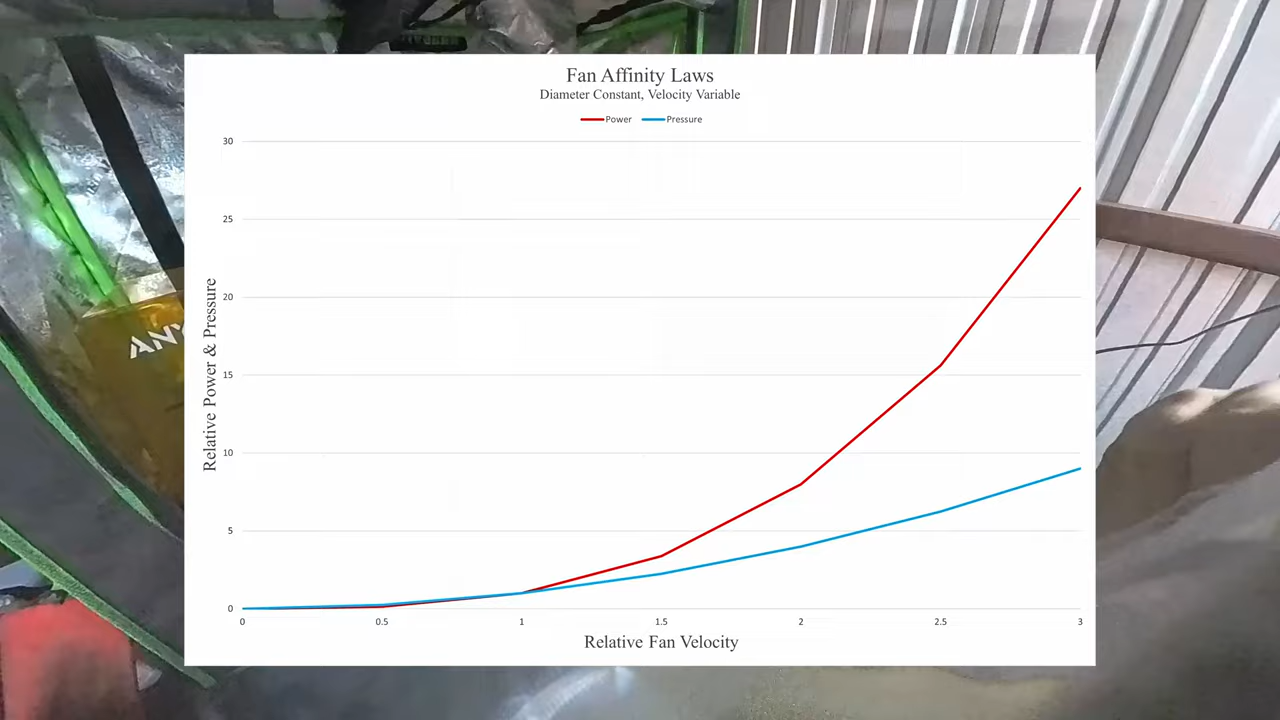 Fan Affinity Laws
Diameter Constant, Velocity Variable
Power Pressure
30
25
20
15
10
5
0
Relative Power & Pressure
0 0.5 1 1.5 2 2.5 3
Relative Fan Velocity
ANY